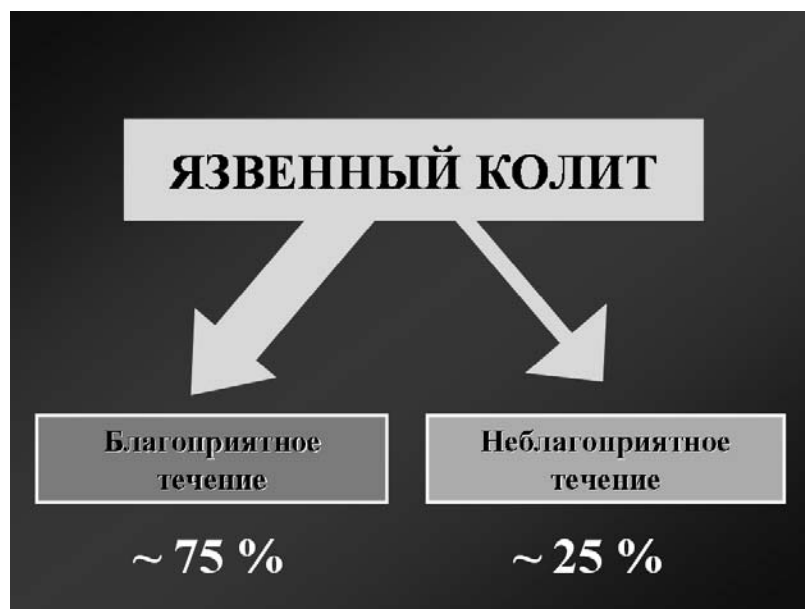 ЯЗВЕННЫЙ КОЛИТ
Благоприятное
течение
Неблагоприятное
течение
~ 75 %
~ 25 %